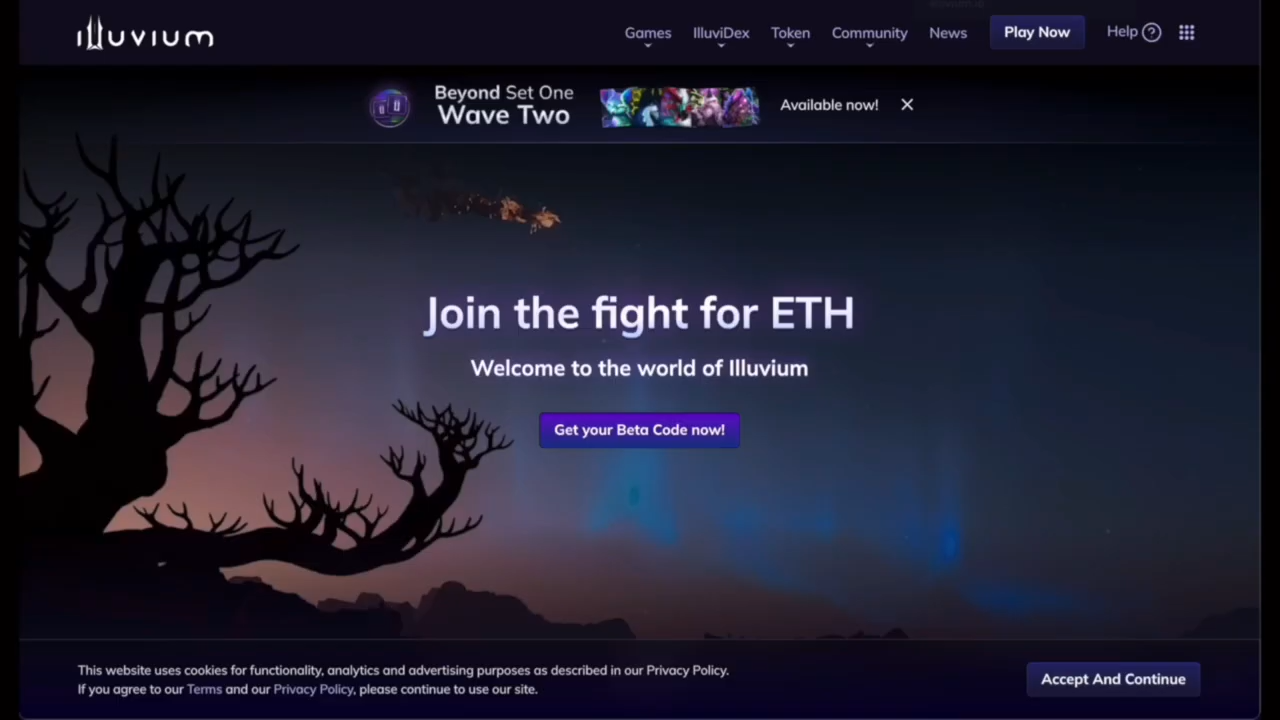 illuvium
Games IlluviDex Token Community News Play Now Help ?
Beyond Set One
Wave Two
Available now!
Join the fight for ETH
Welcome to the world of Illuvium
Get your Beta Code now!
This website uses cookies for functionality, analytics and advertising purposes as described in our Privacy Policy.
If you agree to our Terms and our Privacy Policy, please continue to use our site.
Accept And Continue